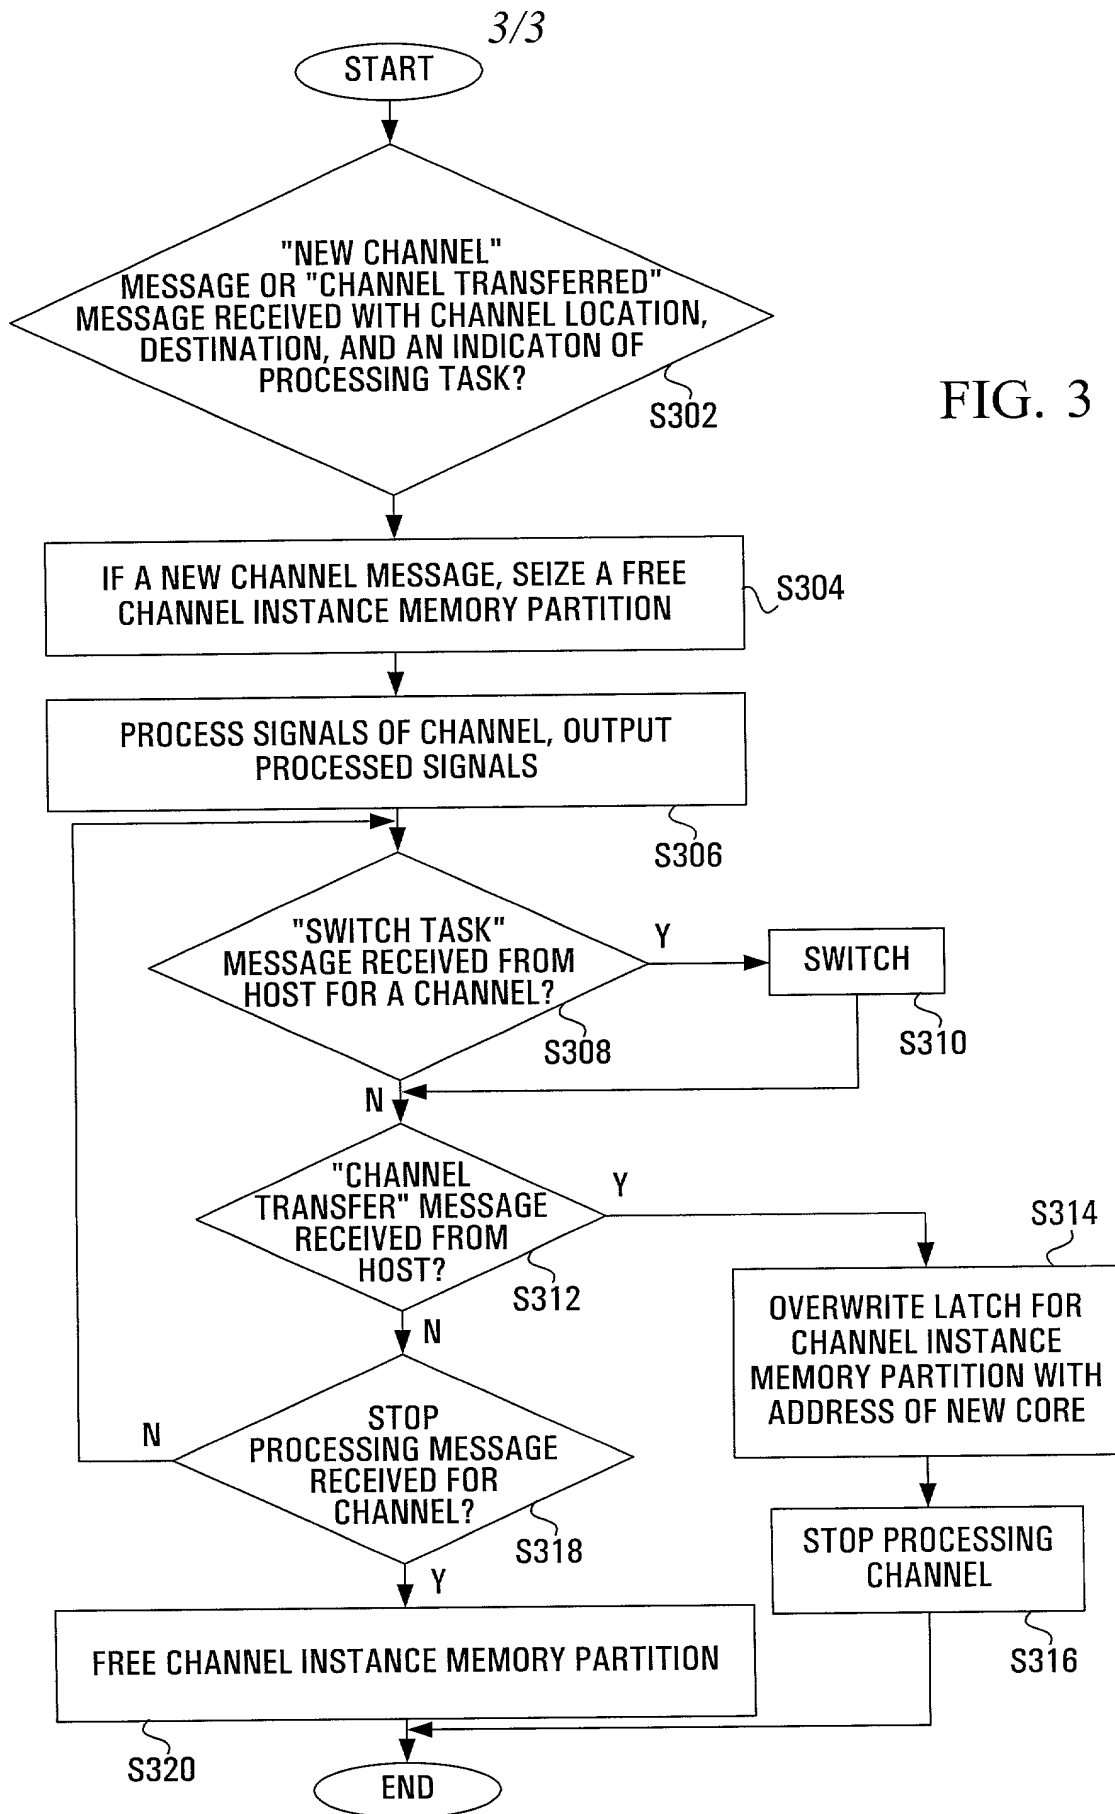 3/3
START
"NEW CHANNEL"
MESSAGE OR "CHANNEL TRANSFERRED"
MESSAGE RECEIVED WITH CHANNEL LOCATION,
DESTINATION, AND AN INDICATON OF
PROCESSING TASK?
S302
FIG. 3
IF A NEW CHANNEL MESSAGE, SEIZE A FREE
CHANNEL INSTANCE MEMORY PARTITION
S304
PROCESS SIGNALS OF CHANNEL, OUTPUT
PROCESSED SIGNALS
S306
"SWITCH TASK"
MESSAGE RECEIVED FROM
HOST FOR A CHANNEL?
S308
Y
SWITCH
S310
N
"CHANNEL
TRANSFER" MESSAGE
RECEIVED FROM
HOST?
S312
Y
S314
OVERWRITE LATCH FOR
CHANNEL INSTANCE
MEMORY PARTITION WITH
ADDRESS OF NEW CORE
N
STOP
PROCESSING MESSAGE
RECEIVED FOR
CHANNEL?
S318
N
STOP PROCESSING
CHANNEL
S316
Y
FREE CHANNEL INSTANCE MEMORY PARTITION
S320
END